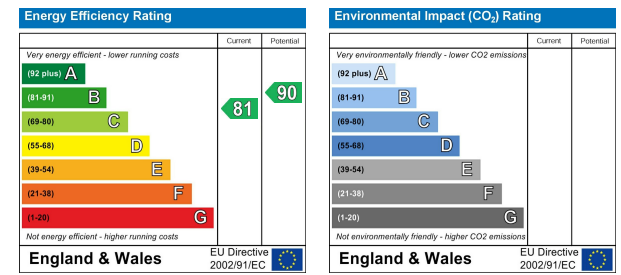 Energy Efficiency Rating
Current Potential
Very energy efficient - lower running costs
(92 plus) A
(81-91) B
(69-80) C
(55-68) D
(39-54) E
(21-38) F
(1-20) G
81
90
Not energy efficient - higher running costs
England & Wales
EU Directive
2002/91/EC
Environmental Impact (CO₂) Rating
Current Potential
Very environmentally friendly - lower CO2 emissions
(92 plus) A
(81-91) B
(69-80) C
(55-68) D
(39-54) E
(21-38) F
(1-20) G
Not environmentally friendly - higher CO2 emissions
England & Wales
EU Directive
2002/91/EC